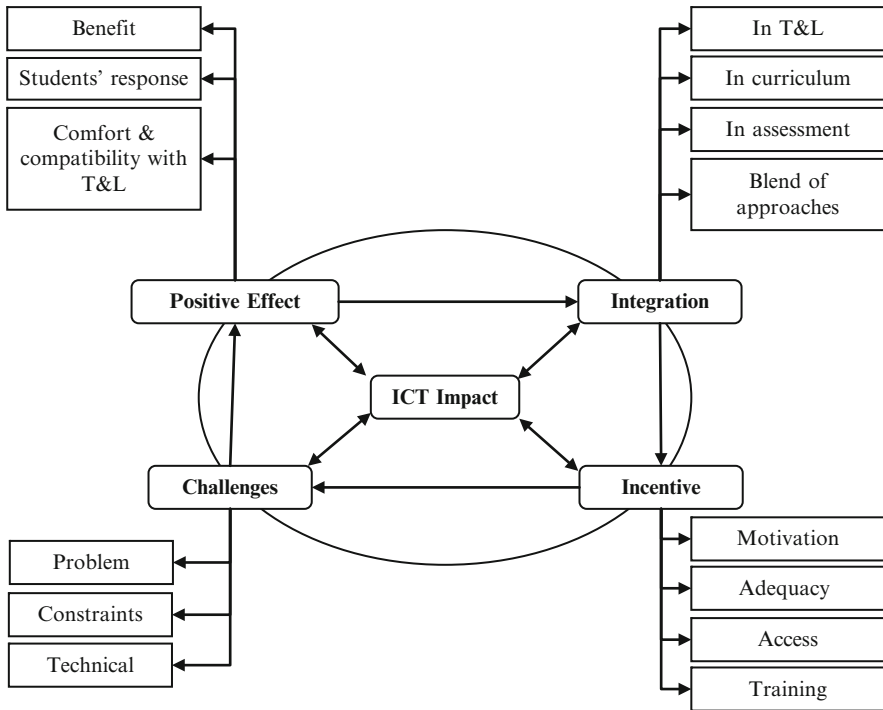 Benefit
Students’ response
Comfort &
compatibility with
T&L
In T&L
In curriculum
In assessment
Blend of
approaches
Positive Effect
Integration
ICT Impact
Challenges
Incentive
Problem
Constraints
Technical
Motivation
Adequacy
Access
Training